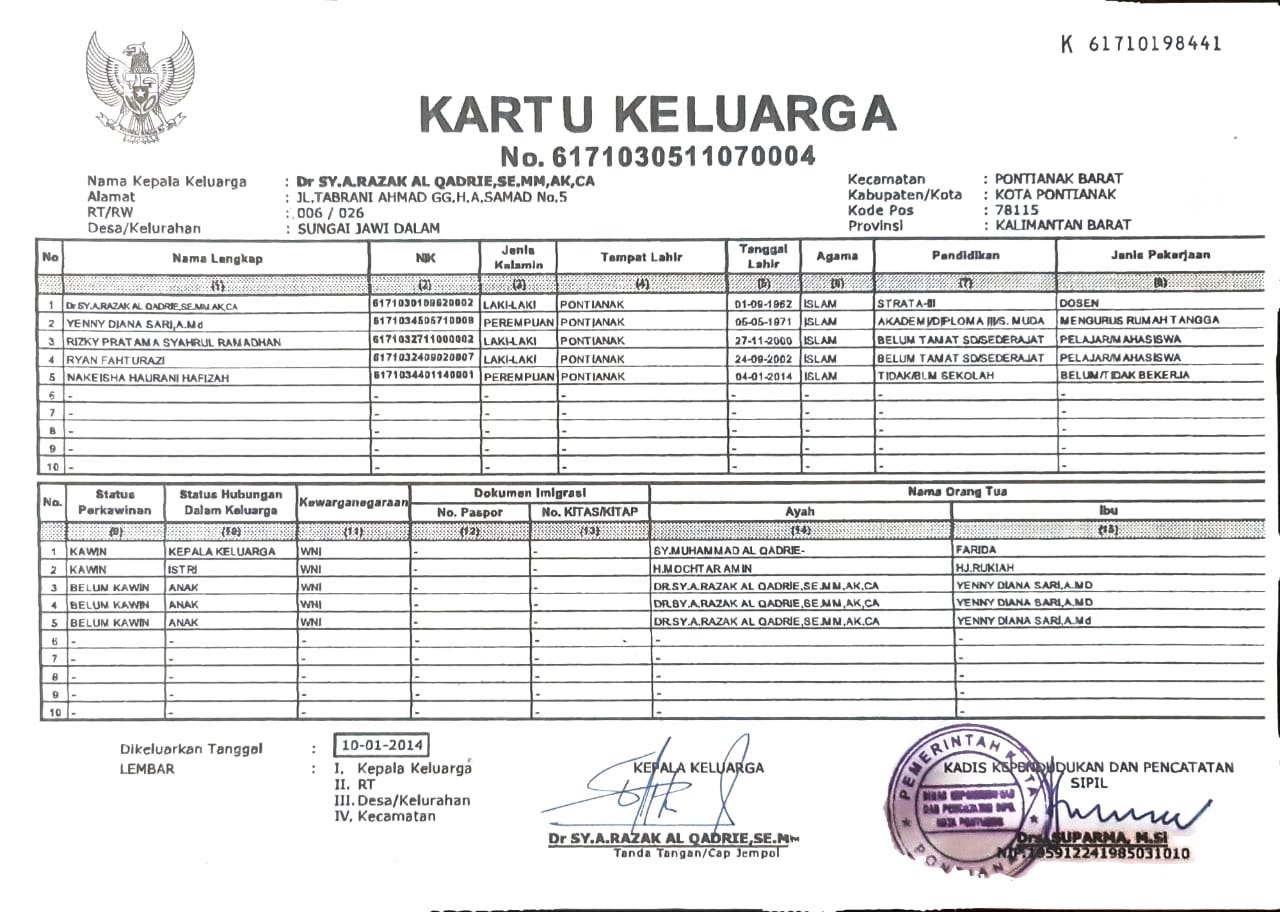 K 61710198441
KARTU KELUARGA
No. 6171030511070004
Nama Kepala Keluarga : Dr SY.A.RAZAK AL QADRIE,SE.MM,AK,CA Kecamatan : PONTIANAK BARAT
Alamat : JL.TABRANI AHMAD GG.H.A.SAMAD No.5 Kabupaten/Kota : KOTA PONTIANAK
RT/RW : 006 / 026 Kode Pos : 78115
Desa/Kelurahan : SUNGAI JAWI DALAM Provinsi : KALIMANTAN BARAT
No Nama Lengkap NIK Jenis Kelamin Tempat Lahir Tanggal Lahir Agama Pendidikan Jenis Pekerjaan
(1) (2) (3) (4) (5) (6) (7) (8)
1 Dr SY.A.RAZAK AL QADRIE,SE.MM,AK,CA 6171030109620002 LAKI-LAKI PONTIANAK 01-09-1962 ISLAM STRATA-III DOSEN
2 YENNY DIANA SARI,A.Md 6171034505710008 PEREMPUAN PONTIANAK 05-05-1971 ISLAM AKADEMI/DIPLOMA III/S. MUDA MENGURUS RUMAH TANGGA
3 RIZKY PRATAMA SYAHRUL RAMADHAN 6171032711000002 LAKI-LAKI PONTIANAK 27-11-2000 ISLAM BELUM TAMAT SD/SEDERAJAT PELAJAR/MAHASISWA
4 RYAN FAHTURAZI 6171032409020007 LAKI-LAKI PONTIANAK 24-09-2002 ISLAM BELUM TAMAT SD/SEDERAJAT PELAJAR/MAHASISWA
5 NAKEISHA HAURANI HAFIZAH 6171034401140001 PEREMPUAN PONTIANAK 04-01-2014 ISLAM TIDAK/BLM SEKOLAH BELUM/TIDAK BEKERJA
6 - - - - - - - -
7 - - - - - - - -
8 - - - - - - - -
9 - - - - - - - -
10 - - - - - - - -
No. Status Perkawinan Status Hubungan Dalam Keluarga Kewarganegaraan Dokumen Imigrasi Nama Orang Tua
No. Paspor No. KITAS/KITAP Ayah Ibu
(9) (10) (11) (12) (13) (14) (15)
1 KAWIN KEPALA KELUARGA WNI - - SY.MUHAMMAD AL QADRIE- FARIDA
2 KAWIN ISTRI WNI - - H.MOCHTAR AMIN HJ.RUKIAH
3 BELUM KAWIN ANAK WNI - - DR.SY.A.RAZAK AL QADRIE,SE.MM,AK,CA YENNY DIANA SARI,A.MD
4 BELUM KAWIN ANAK WNI - - DR.SY.A.RAZAK AL QADRIE,SE.MM,AK,CA YENNY DIANA SARI,A.MD
5 BELUM KAWIN ANAK WNI - - DR.SY.A.RAZAK AL QADRIE,SE.MM,AK,CA YENNY DIANA SARI,A.Md
6 - - - - - - -
7 - - - - - - -
8 - - - - - - -
9 - - - - - - -
10 - - - - - - -
Dikeluarkan Tanggal : 10-01-2014
LEMBAR : I. Kepala Keluarga
II. RT
III. Desa/Kelurahan
IV. Kecamatan
KEPALA KELUARGA
Dr SY.A.RAZAK AL QADRIE,SE.MM
Tanda Tangan/Cap Jempol
KADIS KEPENDUDUKAN DAN PENCATATAN
SIPIL
PEMERINTAH KOTA
DINAS KEPENDUDUKAN
DAN PENCATATAN SIPIL
KOTA PONTIANAK
PONTIANAK
Drs. SUPARMA, M.Si
NIP.195912241985031010